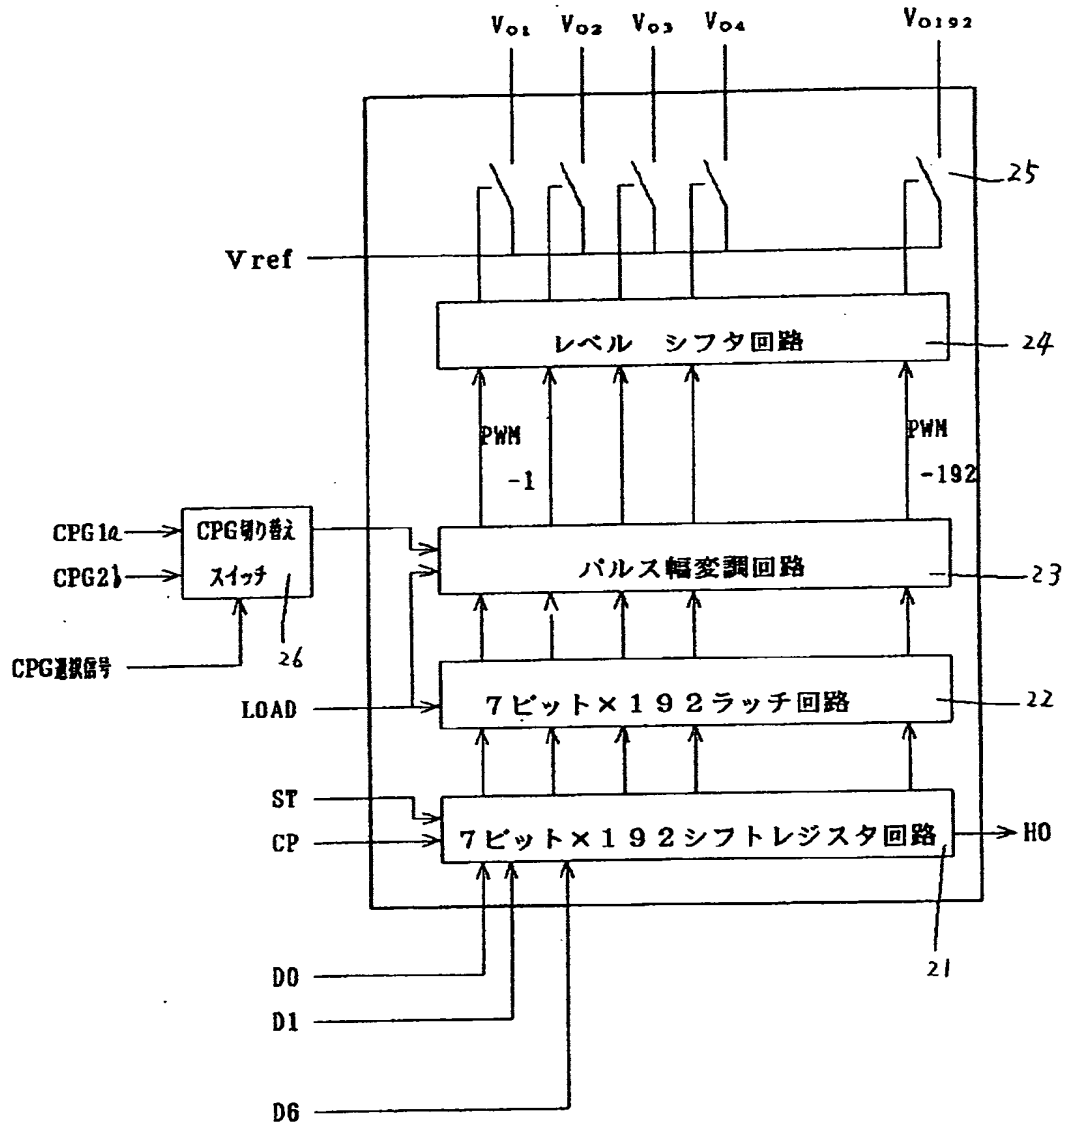 Vo1 Vo2 Vo3 Vo4 Vo192
25
Vref
レベル シフタ回路
24
PWM
-1
PWM
-192
CPG1a
CPG2b
CPG切り替え
スイッチ
26
CPG選択信号
パルス幅変調回路
23
LOAD
7ビット×192ラッチ回路
22
ST
CP
7ビット×192シフトレジスタ回路
HO
21
D0
D1
D6